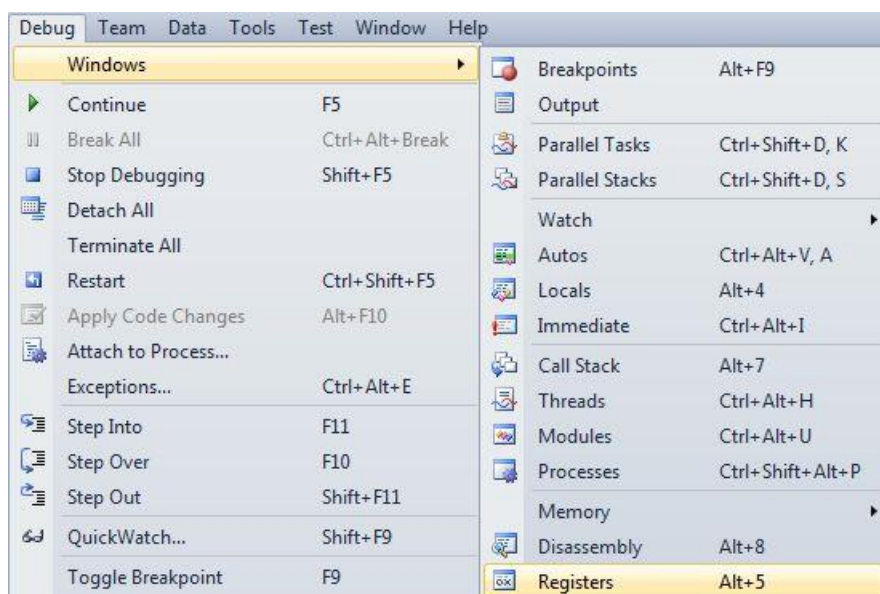 Debug Team Data Tools Test Window Help
Windows
Continue F5
Break All Ctrl+Alt+Break
Stop Debugging Shift+F5
Detach All
Terminate All
Restart Ctrl+Shift+F5
Apply Code Changes Alt+F10
Attach to Process...
Exceptions... Ctrl+Alt+E
Step Into F11
Step Over F10
Step Out Shift+F11
QuickWatch... Shift+F9
Toggle Breakpoint F9
Breakpoints Alt+F9
Output
Parallel Tasks Ctrl+Shift+D, K
Parallel Stacks Ctrl+Shift+D, S
Watch
Autos Ctrl+Alt+V, A
Locals Alt+4
Immediate Ctrl+Alt+I
Call Stack Alt+7
Threads Ctrl+Alt+H
Modules Ctrl+Alt+U
Processes Ctrl+Shift+Alt+P
Memory
Disassembly Alt+8
Registers Alt+5